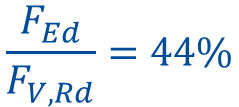 F_Ed / F_V,Rd = 44%